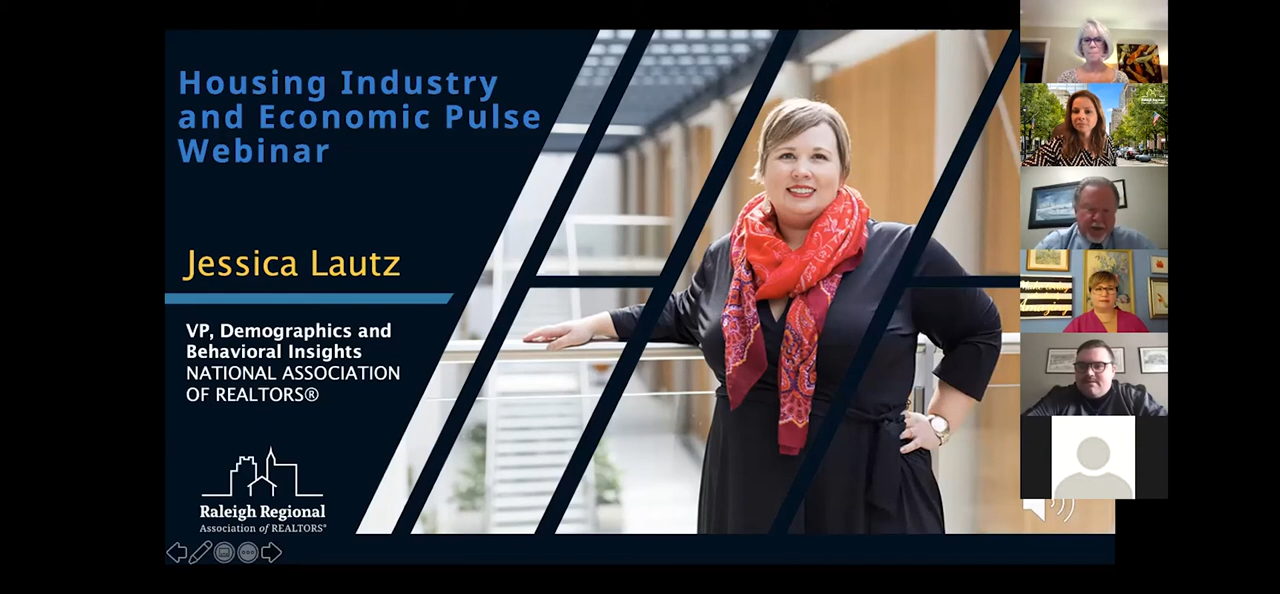 Housing Industry
and Economic Pulse
Webinar
Jessica Lautz
VP, Demographics and
Behavioral Insights
NATIONAL ASSOCIATION
OF REALTORS®
Raleigh Regional
Association of REALTORS®